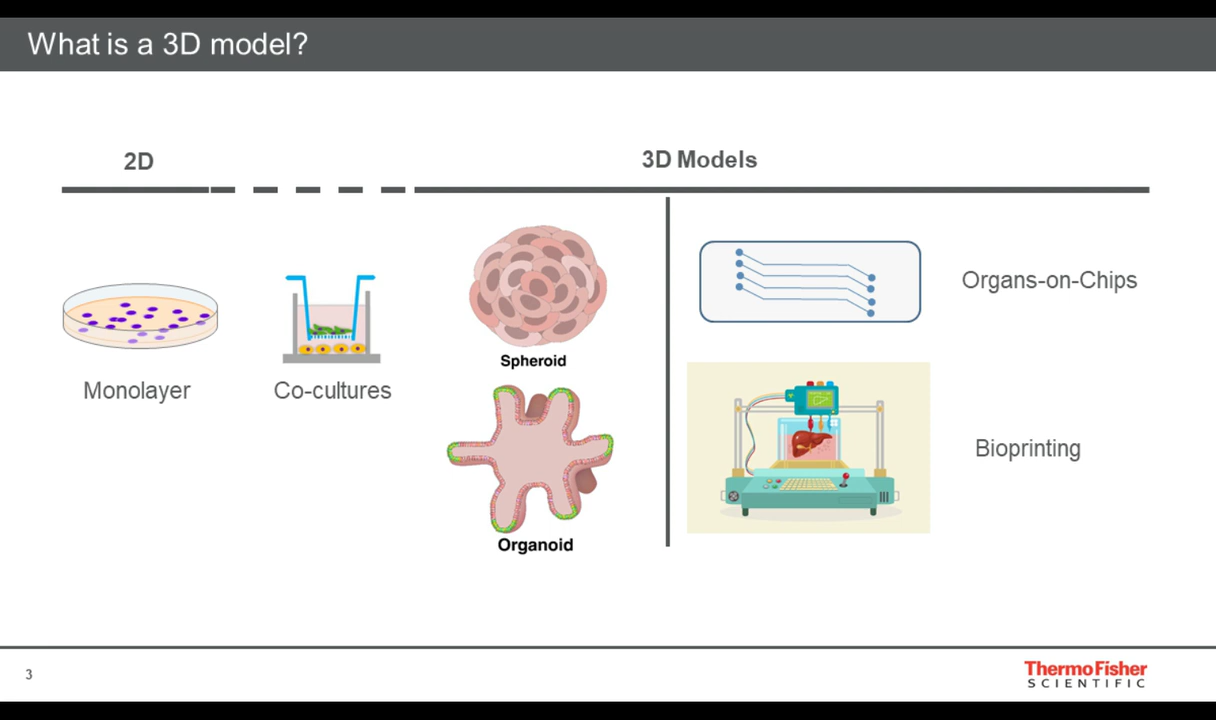 What is a 3D model?
2D
3D Models
Monolayer
Co-cultures
Spheroid
Organoid
Organs-on-Chips
Bioprinting
3
ThermoFisher
SCIENTIFIC